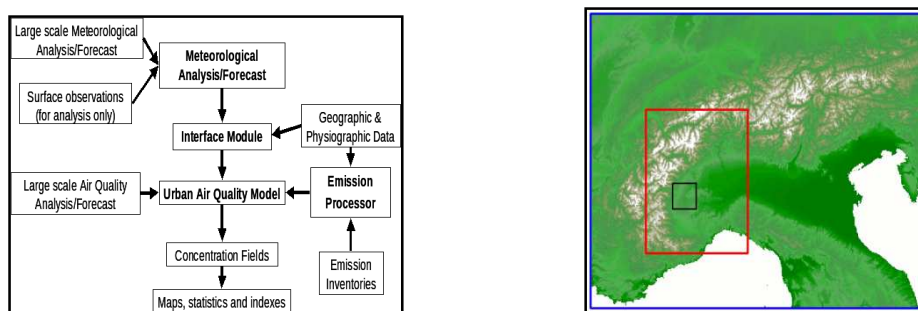 Large scale Meteorological
Analysis/Forecast
Meteorological
Analysis/Forecast
Surface observations
(for analysis only)
Geographic &
Physiographic Data
Interface Module
Large scale Air Quality
Analysis/Forecast
Urban Air Quality Model
Emission
Processor
Concentration Fields
Emission
Inventories
Maps, statistics and indexes